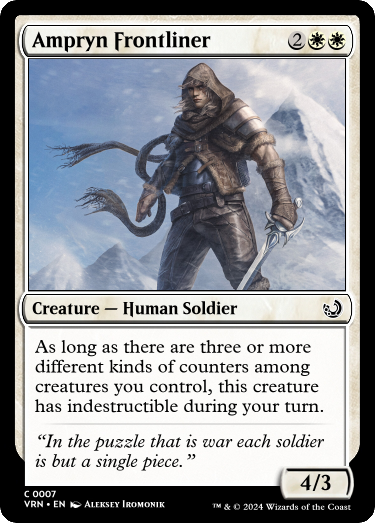 Ampryn Frontliner 2
Creature — Human Soldier
As long as there are three or more
different kinds of counters among
creatures you control, this creature
has indestructible during your turn.
“In the puzzle that is war each soldier
is but a single piece.”
4/3
C 0007
VRN • EN Aleksey Iromonik
™ & © 2024 Wizards of the Coast